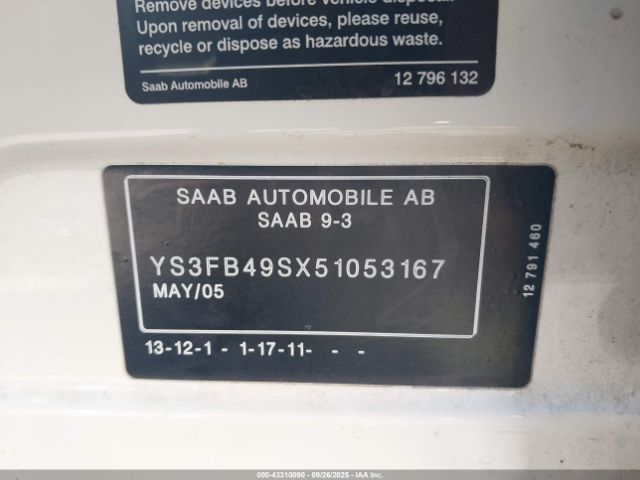 Remove devices before vehicle disposal.
Upon removal of devices, please reuse,
recycle or dispose as hazardous waste.
Saab Automobile AB 12 796 132
SAAB AUTOMOBILE AB
SAAB 9-3
YS3FB49SX51053167
MAY/05
13-12-1 - 1-17-11- - -
12 791 460
000-43310090 - 09/26/2025 - IAA Inc.